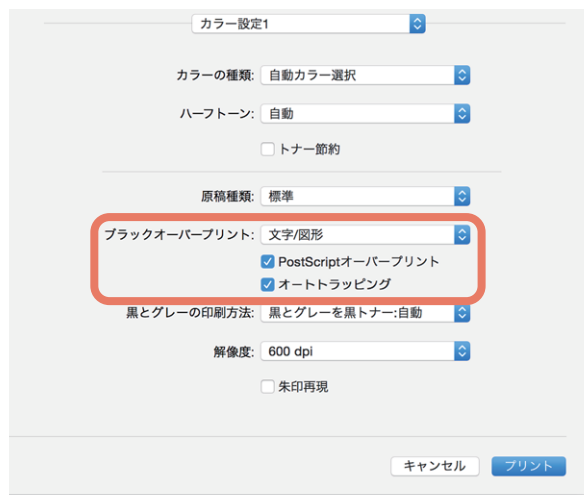 カラー設定1
カラーの種類: 自動カラー選択
ハーフトーン: 自動
トナー節約
原稿種類: 標準
ブラックオーバープリント: 文字/図形
PostScriptオーバープリント
オートトラッピング
黒とグレーの印刷方法: 黒とグレーを黒トナー:自動
解像度: 600 dpi
朱印再現
キャンセル プリント